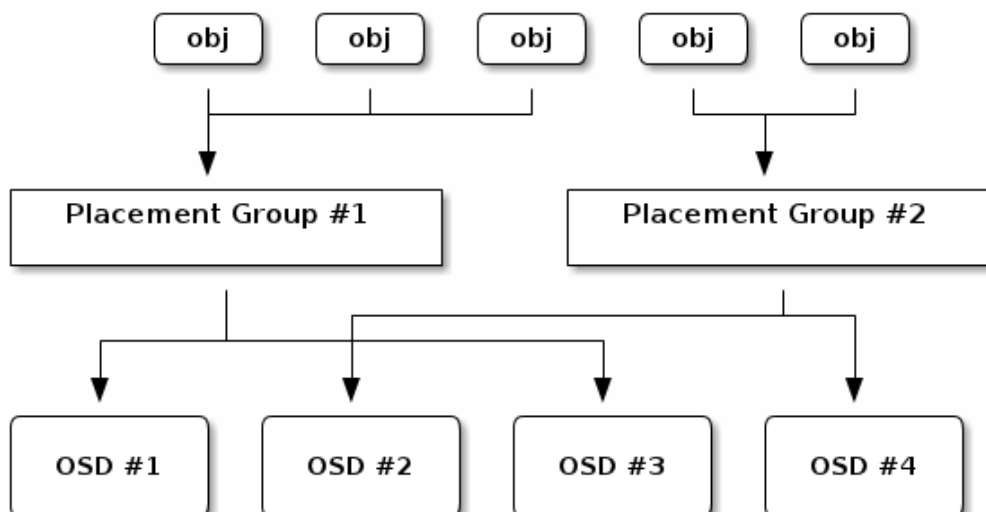 obj
obj
obj
obj
obj
Placement Group #1
Placement Group #2
OSD #1
OSD #2
OSD #3
OSD #4